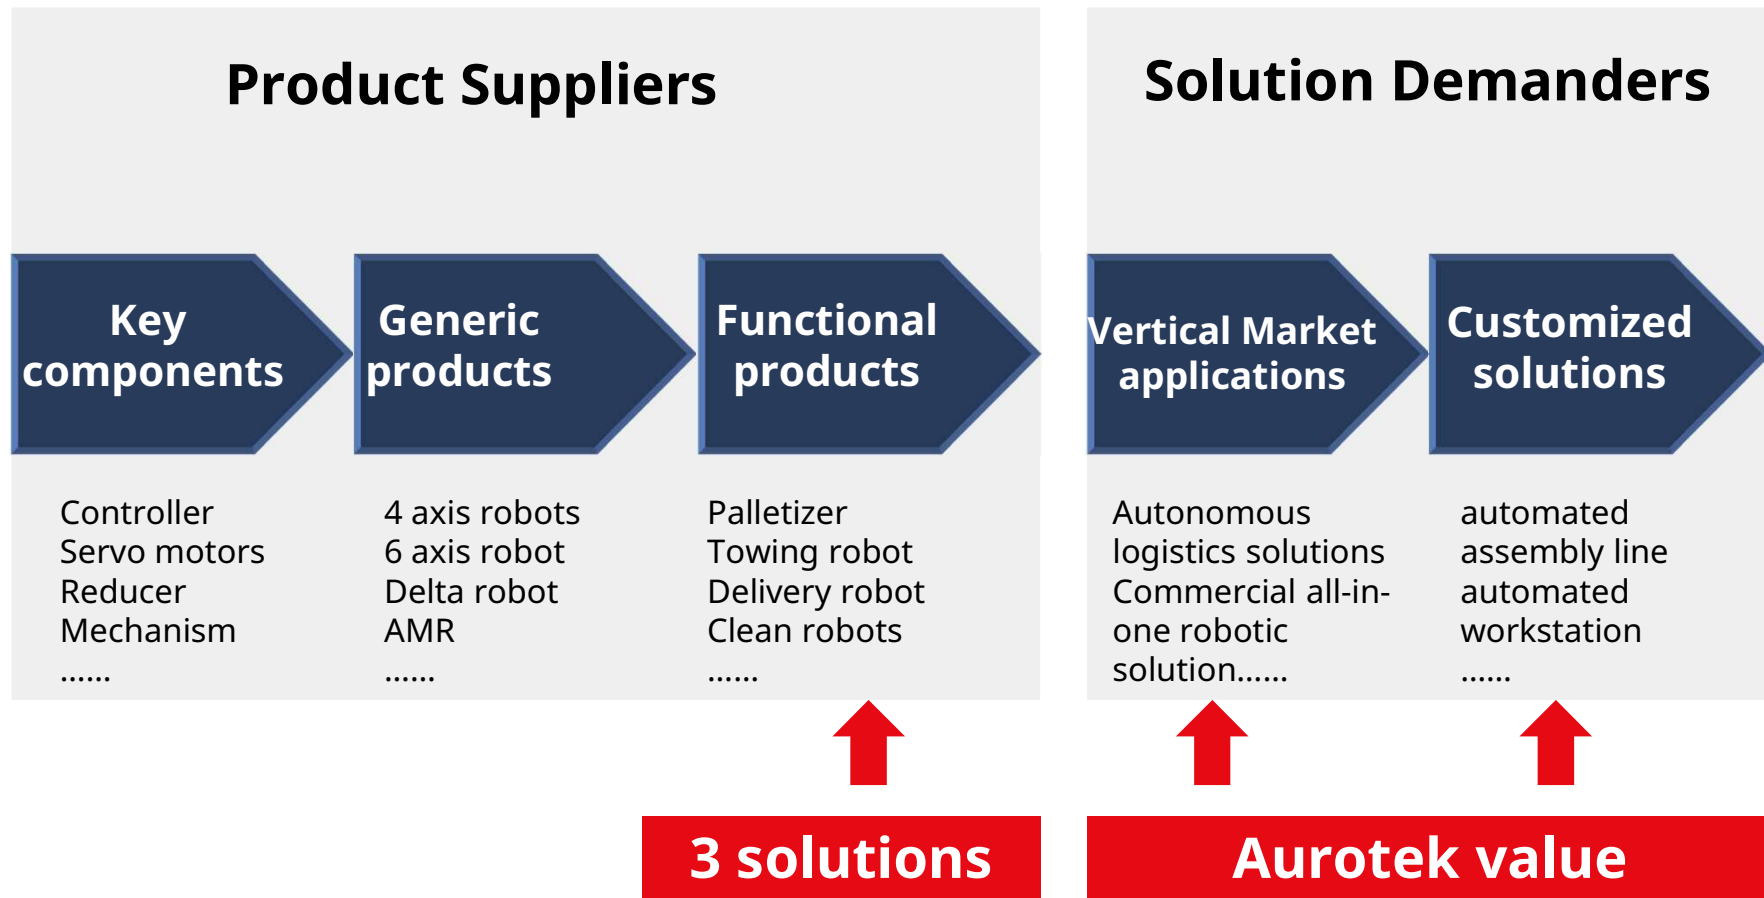 Product Suppliers
Solution Demanders
Key
components
Generic
products
Functional
products
Vertical Market
applications
Customized
solutions
Controller
Servo motors
Reducer
Mechanism
......
4 axis robots
6 axis robot
Delta robot
AMR
......
Palletizer
Towing robot
Delivery robot
Clean robots
......
Autonomous
logistics solutions
Commercial all-in-
one robotic
solution......
automated
assembly line
automated
workstation
......
3 solutions
Aurotek value